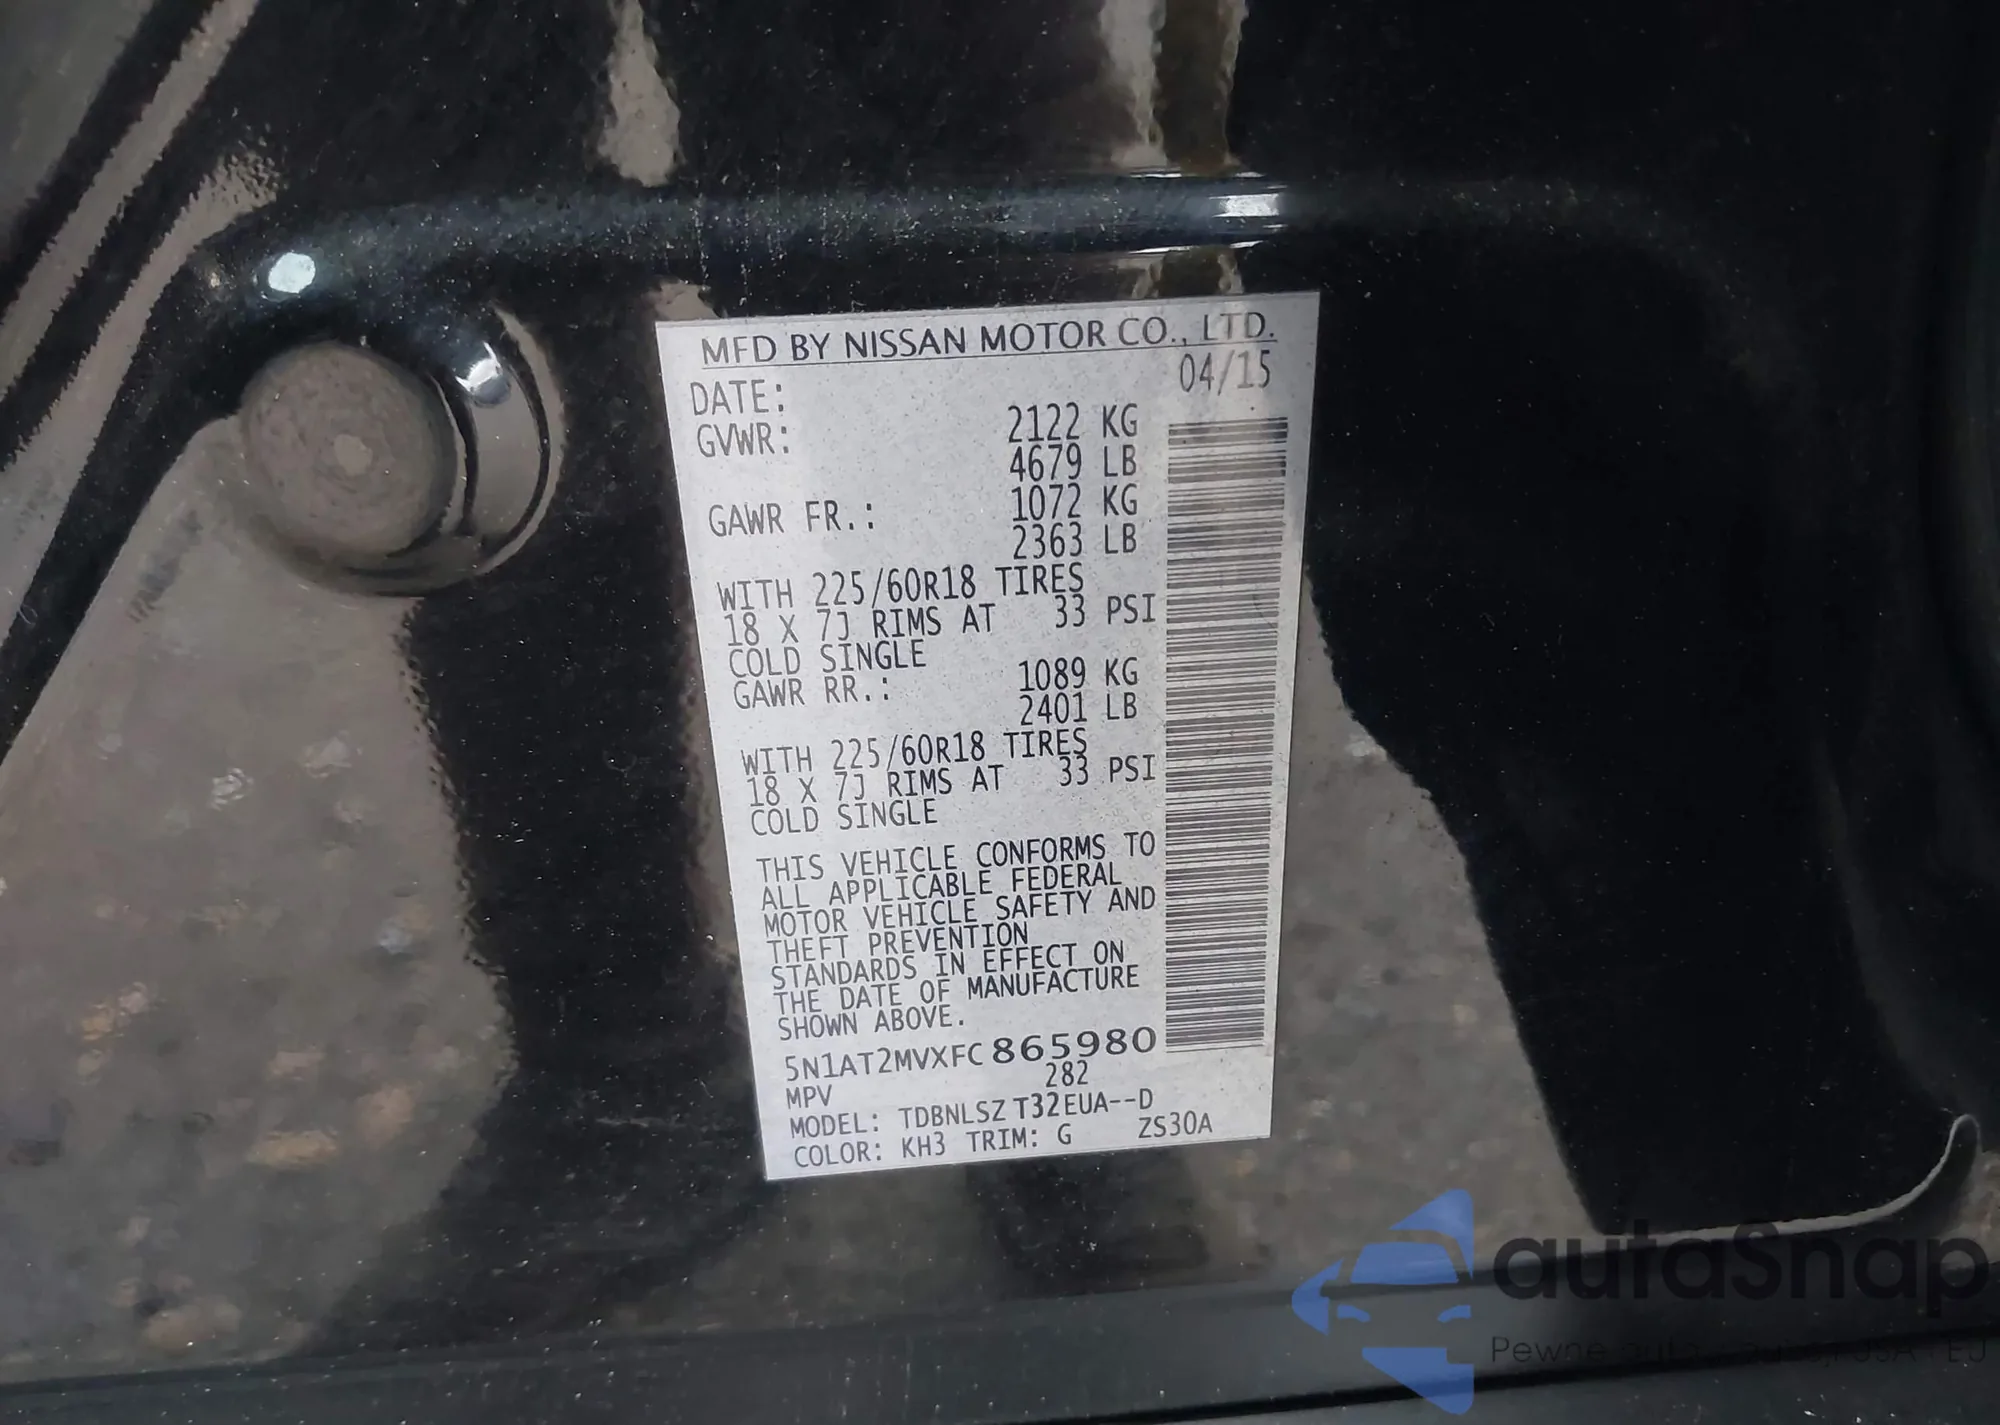 MFD BY NISSAN MOTOR CO., LTD.
DATE: 04/15
GVWR: 2122 KG
4679 LB
GAWR FR.: 1072 KG
2363 LB
WITH 225/60R18 TIRES
18 X 7J RIMS AT 33 PSI
COLD SINGLE
GAWR RR.: 1089 KG
2401 LB
WITH 225/60R18 TIRES
18 X 7J RIMS AT 33 PSI
COLD SINGLE
THIS VEHICLE CONFORMS TO
ALL APPLICABLE FEDERAL
MOTOR VEHICLE SAFETY AND
THEFT PREVENTION
STANDARDS IN EFFECT ON
THE DATE OF MANUFACTURE
SHOWN ABOVE.
5N1AT2MVXFC865980
MPV 282
MODEL: TDBNLSZ T32EUA--D
COLOR: KH3 TRIM: G ZS30A
autaSnap
Pewne auta z